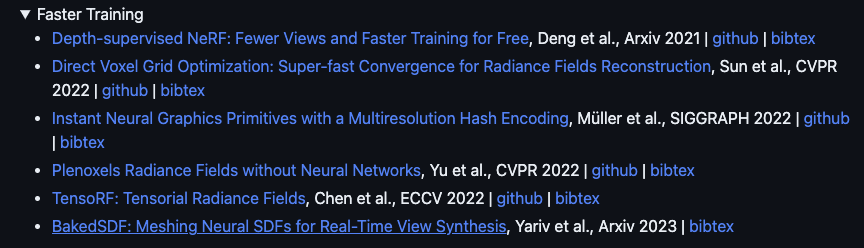 ▼ Faster Training
• Depth-supervised NeRF: Fewer Views and Faster Training for Free, Deng et al., Arxiv 2021 | github | bibtex
• Direct Voxel Grid Optimization: Super-fast Convergence for Radiance Fields Reconstruction, Sun et al., CVPR
2022 | github | bibtex
• Instant Neural Graphics Primitives with a Multiresolution Hash Encoding, Müller et al., SIGGRAPH 2022 | github
| bibtex
• Plenoxels Radiance Fields without Neural Networks, Yu et al., CVPR 2022 | github | bibtex
• TensoRF: Tensorial Radiance Fields, Chen et al., ECCV 2022 | github | bibtex
• BakedSDF: Meshing Neural SDFs for Real-Time View Synthesis, Yariv et al., Arxiv 2023 | bibtex